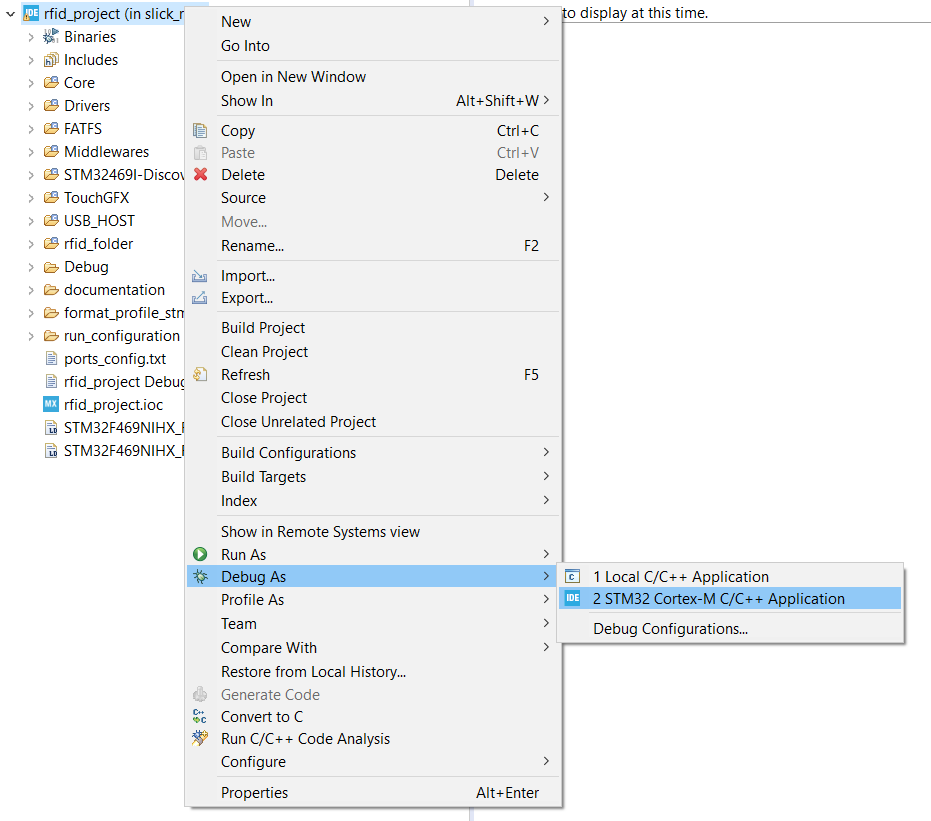 rfid_project (in slick_r
Binaries
Includes
Core
Drivers
FATFS
Middlewares
STM32469I-Discov
TouchGFX
USB_HOST
rfid_folder
Debug
documentation
format_profile_stm
run_configuration
ports_config.txt
rfid_project Debug
rfid_project.ioc
STM32F469NIHX_F
STM32F469NIHX_F
to display at this time.
New
Go Into
Open in New Window
Show In Alt+Shift+W
Copy Ctrl+C
Paste Ctrl+V
Delete Delete
Source
Move...
Rename... F2
Import...
Export...
Build Project
Clean Project
Refresh F5
Close Project
Close Unrelated Project
Build Configurations
Build Targets
Index
Show in Remote Systems view
Run As
Debug As
Profile As
Team
Compare With
Restore from Local History...
Generate Code
Convert to C
Run C/C++ Code Analysis
Configure
Properties Alt+Enter
1 Local C/C++ Application
2 STM32 Cortex-M C/C++ Application
Debug Configurations...